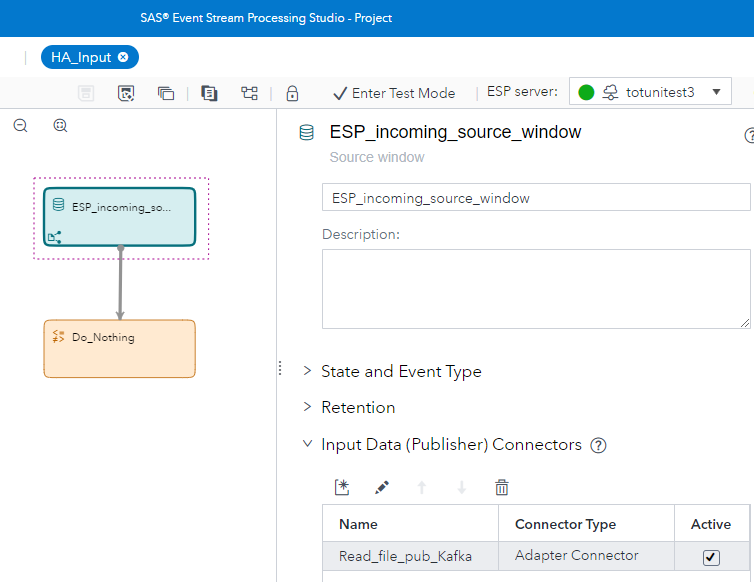 SAS® Event Stream Processing Studio - Project
HA_Input
Enter Test Mode
ESP server:
totunitest3
ESP_incoming_so...
Do_Nothing
ESP_incoming_source_window
Source window
ESP_incoming_source_window
Description:
State and Event Type
Retention
Input Data (Publisher) Connectors
Name Connector Type Active
Read_file_pub_Kafka Adapter Connector